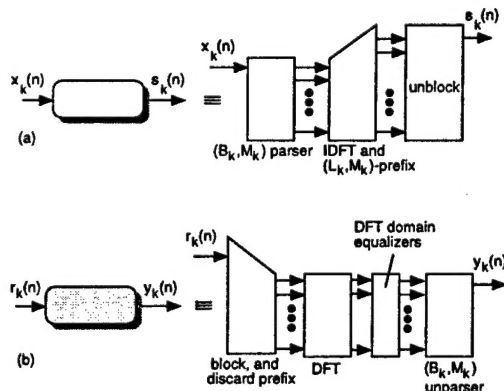 x_k(n)
s_k(n)
≡
x_k(n)
s_k(n)
unblock
(a)
(B_k,M_k) parser
IDFT and
(L_k,M_k)-prefix
DFT domain
equalizers
r_k(n)
y_k(n)
≡
r_k(n)
y_k(n)
(b)
block, and
discard prefix
DFT
(B_k,M_k)
unparser